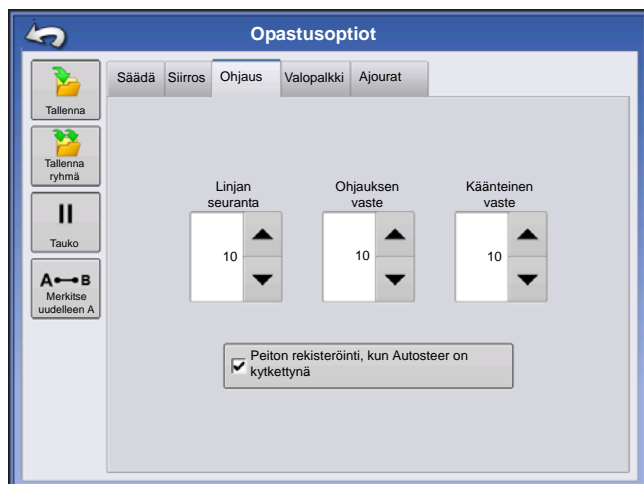 Opastusoptiot
Säädä
Siirros
Ohjaus
Valopalkki
Ajourat
Tallenna
Tallenna
ryhmä
Tauko
A B
Merkitse
uudelleen A
Linjan
seuranta
10
Ohjauksen
vaste
10
Käänteinen
vaste
10
Peiton rekisteröinti, kun Autosteer on
kytkettynä